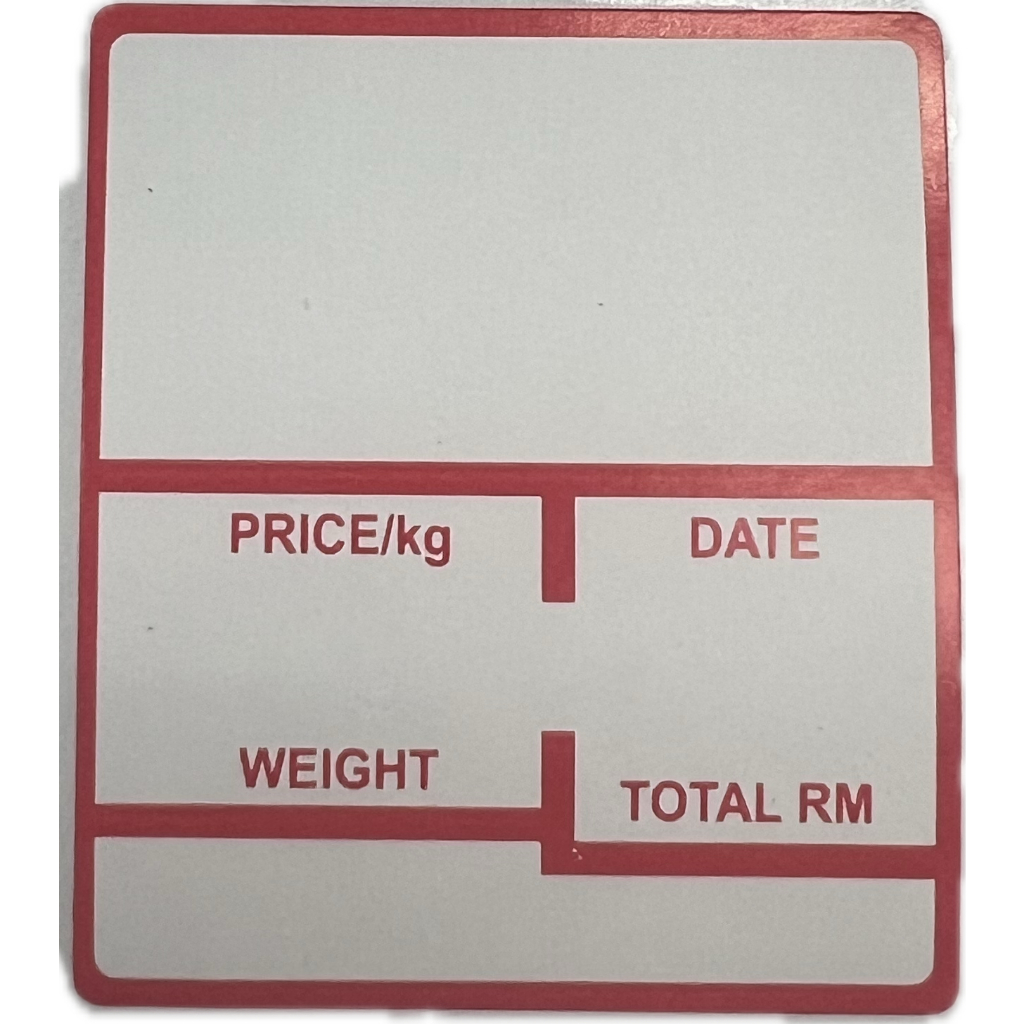 PRICE/kg
DATE
WEIGHT
TOTAL RM